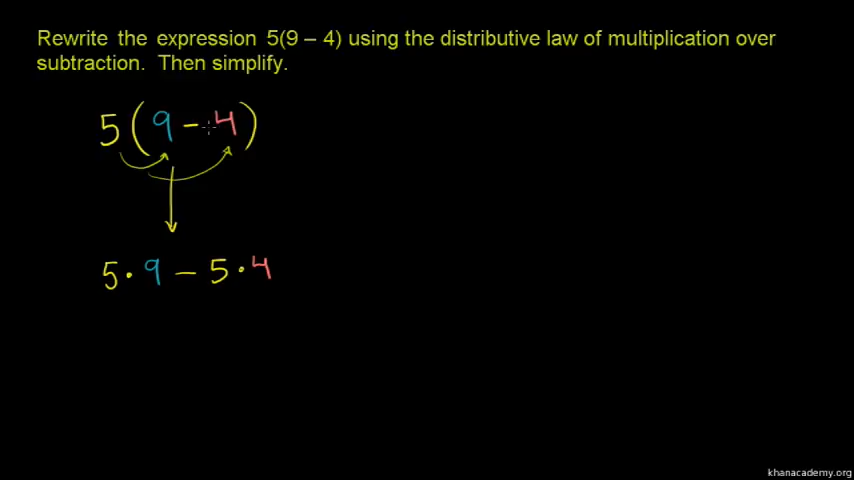 Rewrite the expression 5(9 – 4) using the distributive law of multiplication over
subtraction. Then simplify.
5(9-4)
5·9-5·4
khanacademy.org